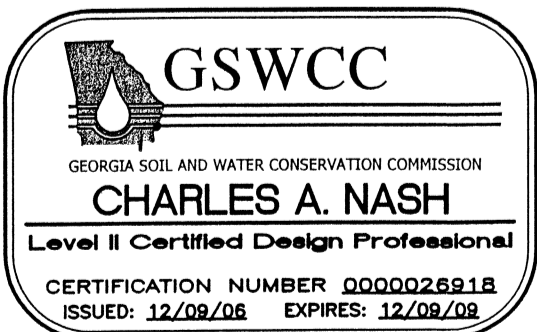 GSWCC
GEORGIA SOIL AND WATER CONSERVATION COMMISSION
CHARLES A. NASH
Level II Certified Design Professional
CERTIFICATION NUMBER 0000026918
ISSUED: 12/09/06 EXPIRES: 12/09/09